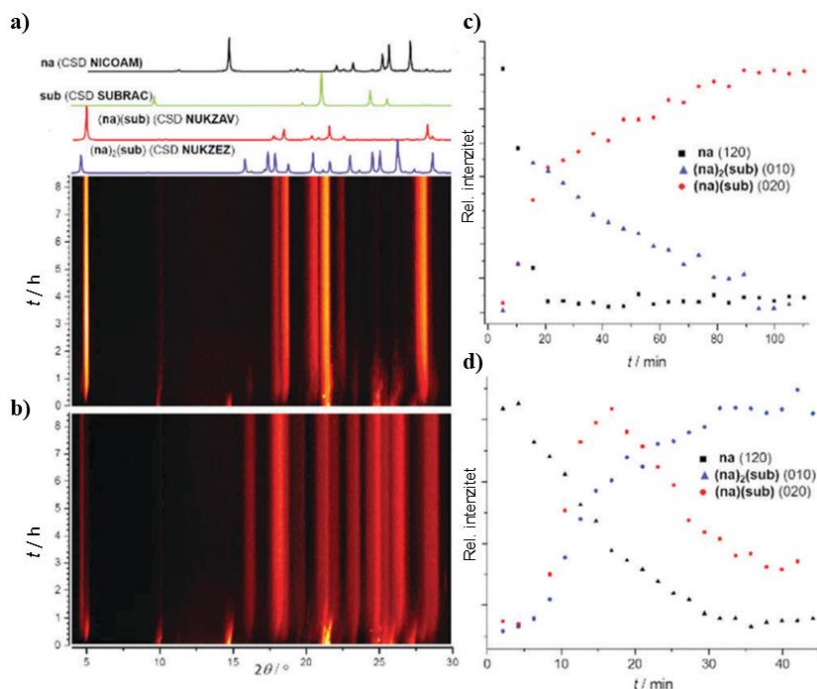 a)
na (CSD NICOAM)
sub (CSD SUBRAC)
(na)(sub) (CSD NUKZAV)
(na)₂(sub) (CSD NUKZEZ)
8
7
6
5
4
3
2
1
0
t / h
b)
8
7
6
5
4
3
2
1
0
t / h
5 10 15 20 25 30
2θ / °
c)
Rel. intenzitet
na (120)
(na)₂(sub) (010)
(na)(sub) (020)
0 20 40 60 80 100
t / min
d)
Rel. intenzitet
na (120)
(na)₂(sub) (010)
(na)(sub) (020)
0 10 20 30 40
t / min